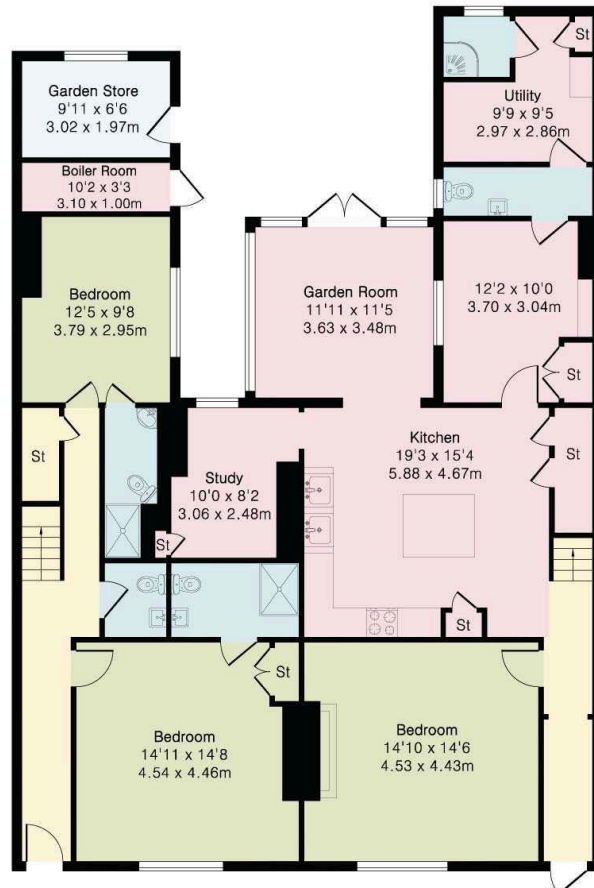 Garden Store
9'11 x 6'6
3.02 x 1.97m
St
Utility
9'9 x 9'5
2.97 x 2.86m
Boiler Room
10'2 x 3'3
3.10 x 1.00m
Bedroom
12'5 x 9'8
3.79 x 2.95m
Garden Room
11'11 x 11'5
3.63 x 3.48m
12'2 x 10'0
3.70 x 3.04m
St
St
Study
10'0 x 8'2
3.06 x 2.48m
St
Kitchen
19'3 x 15'4
5.88 x 4.67m
St
St
St
Bedroom
14'11 x 14'8
4.54 x 4.46m
Bedroom
14'10 x 14'6
4.53 x 4.43m